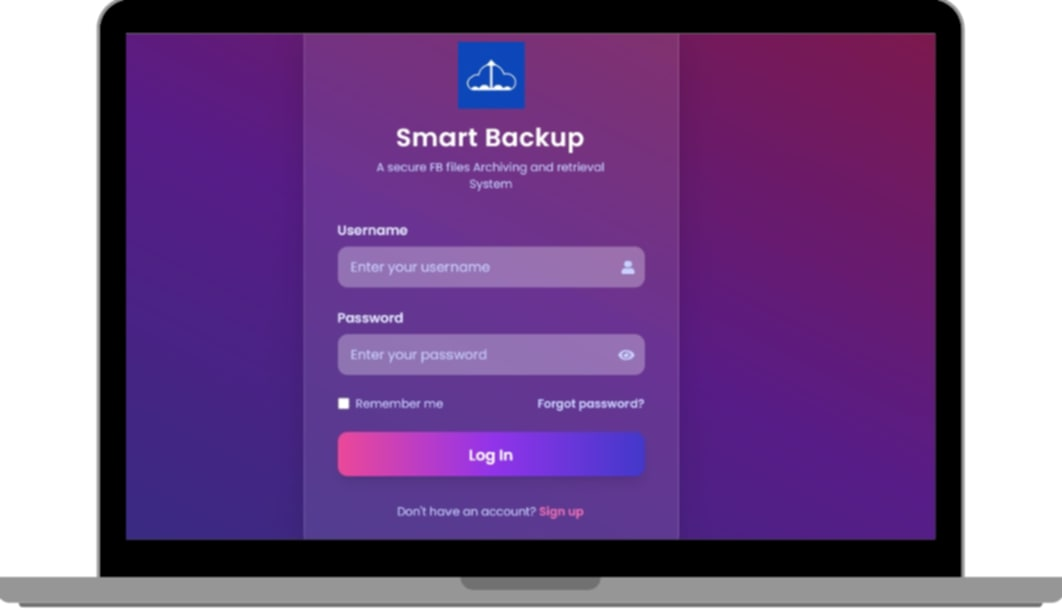 Smart Backup
A secure FB files Archiving and retrieval
System
Username
Enter your username
Password
Enter your password
Remember me Forgot password?
Log In
Don't have an account? Sign up